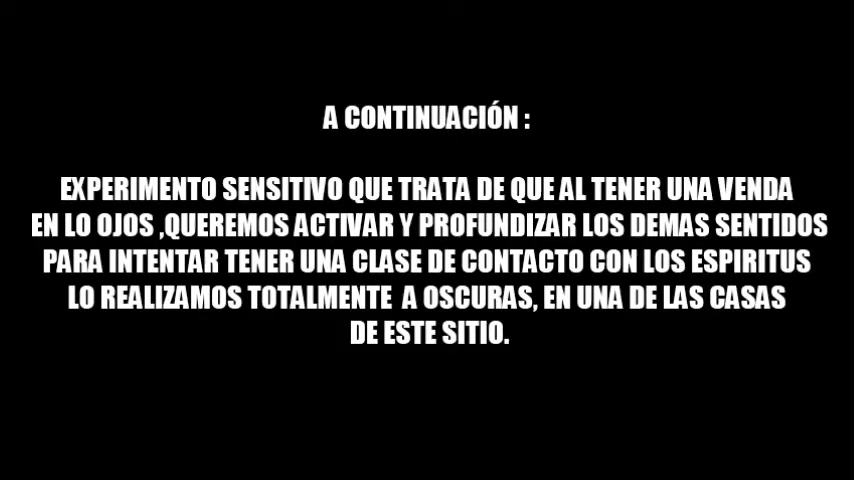 A CONTINUACIÓN :
EXPERIMENTO SENSITIVO QUE TRATA DE QUE AL TENER UNA VENDA
EN LO OJOS ,QUEREMOS ACTIVAR Y PROFUNDIZAR LOS DEMAS SENTIDOS
PARA INTENTAR TENER UNA CLASE DE CONTACTO CON LOS ESPIRITUS
LO REALIZAMOS TOTALMENTE A OSCURAS, EN UNA DE LAS CASAS
DE ESTE SITIO.